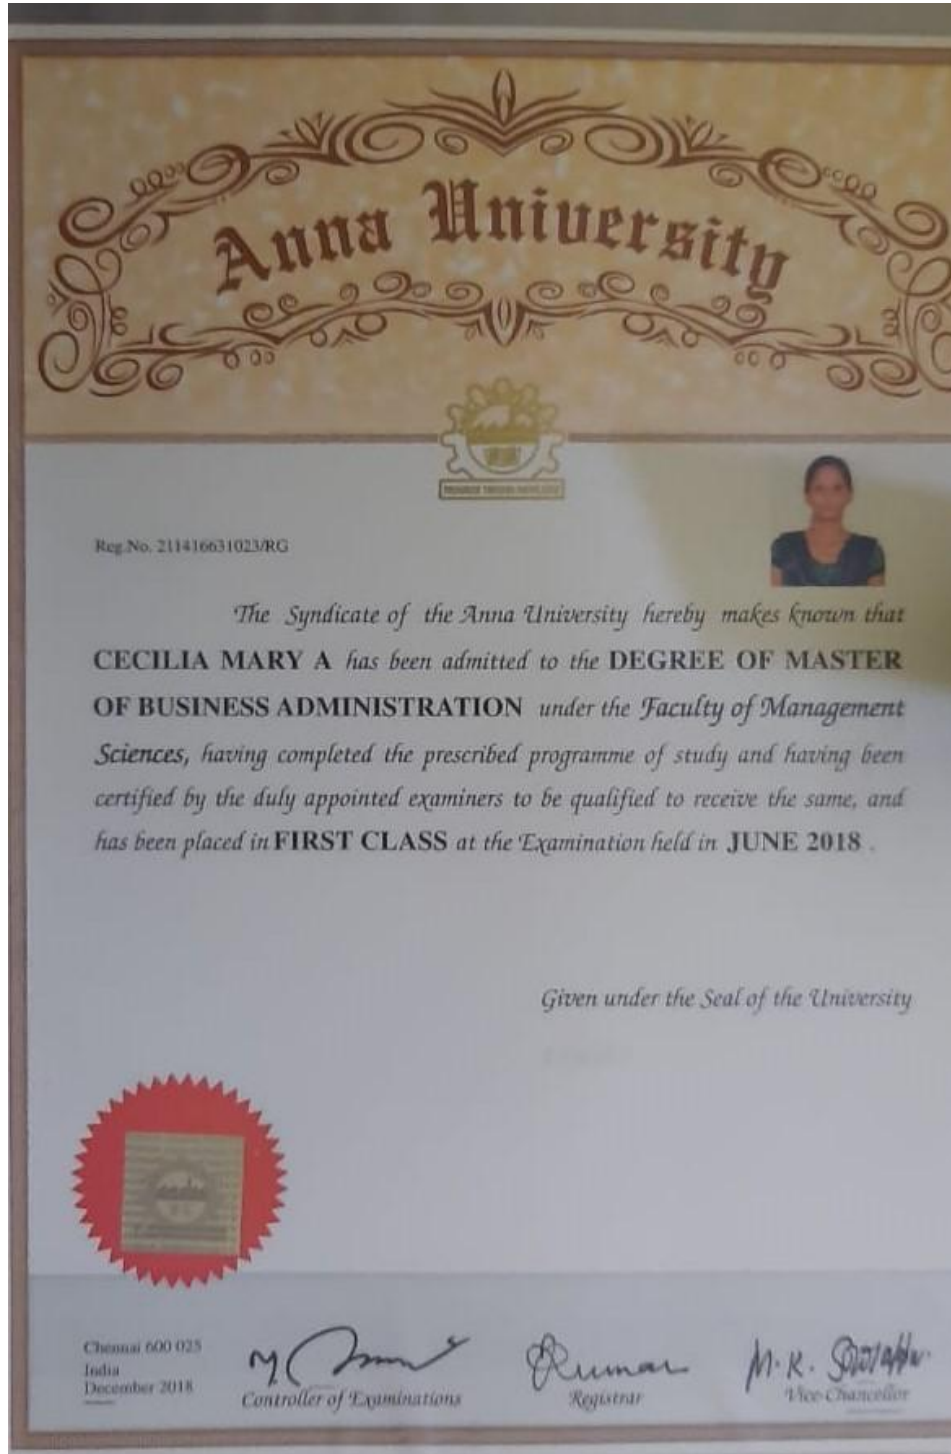 Anna University
PROGRESS THROUGH KNOWLEDGE
Reg.No. 211416631023/RG
The Syndicate of the Anna University hereby makes known that
CECILIA MARY A has been admitted to the DEGREE OF MASTER
OF BUSINESS ADMINISTRATION under the Faculty of Management
Sciences, having completed the prescribed programme of study and having been
certified by the duly appointed examiners to be qualified to receive the same, and
has been placed in FIRST CLASS at the Examination held in JUNE 2018 .
Given under the Seal of the University
Chennai 600 025
India
December 2018
Controller of Examinations
Registrar
Vice-Chancellor